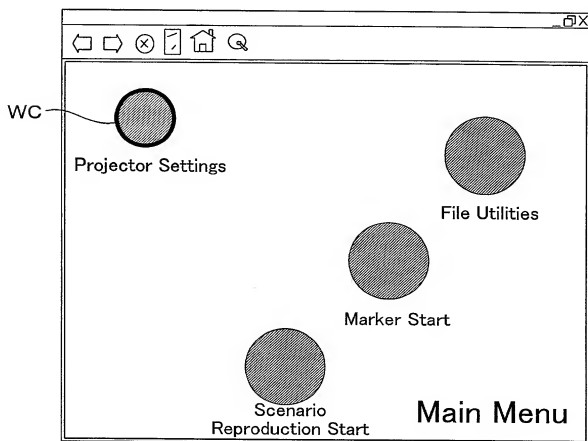 WC
Projector Settings
File Utilities
Marker Start
Scenario
Reproduction Start
Main Menu